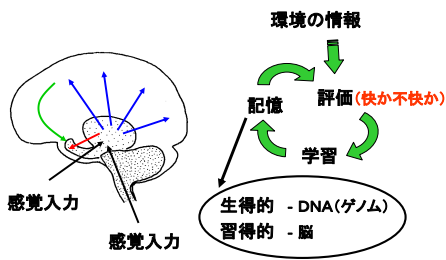 環境の情報
評価(快か不快か)
記憶
学習
感覚入力
感覚入力
生得的 - DNA(ゲノム)
習得的 - 脳